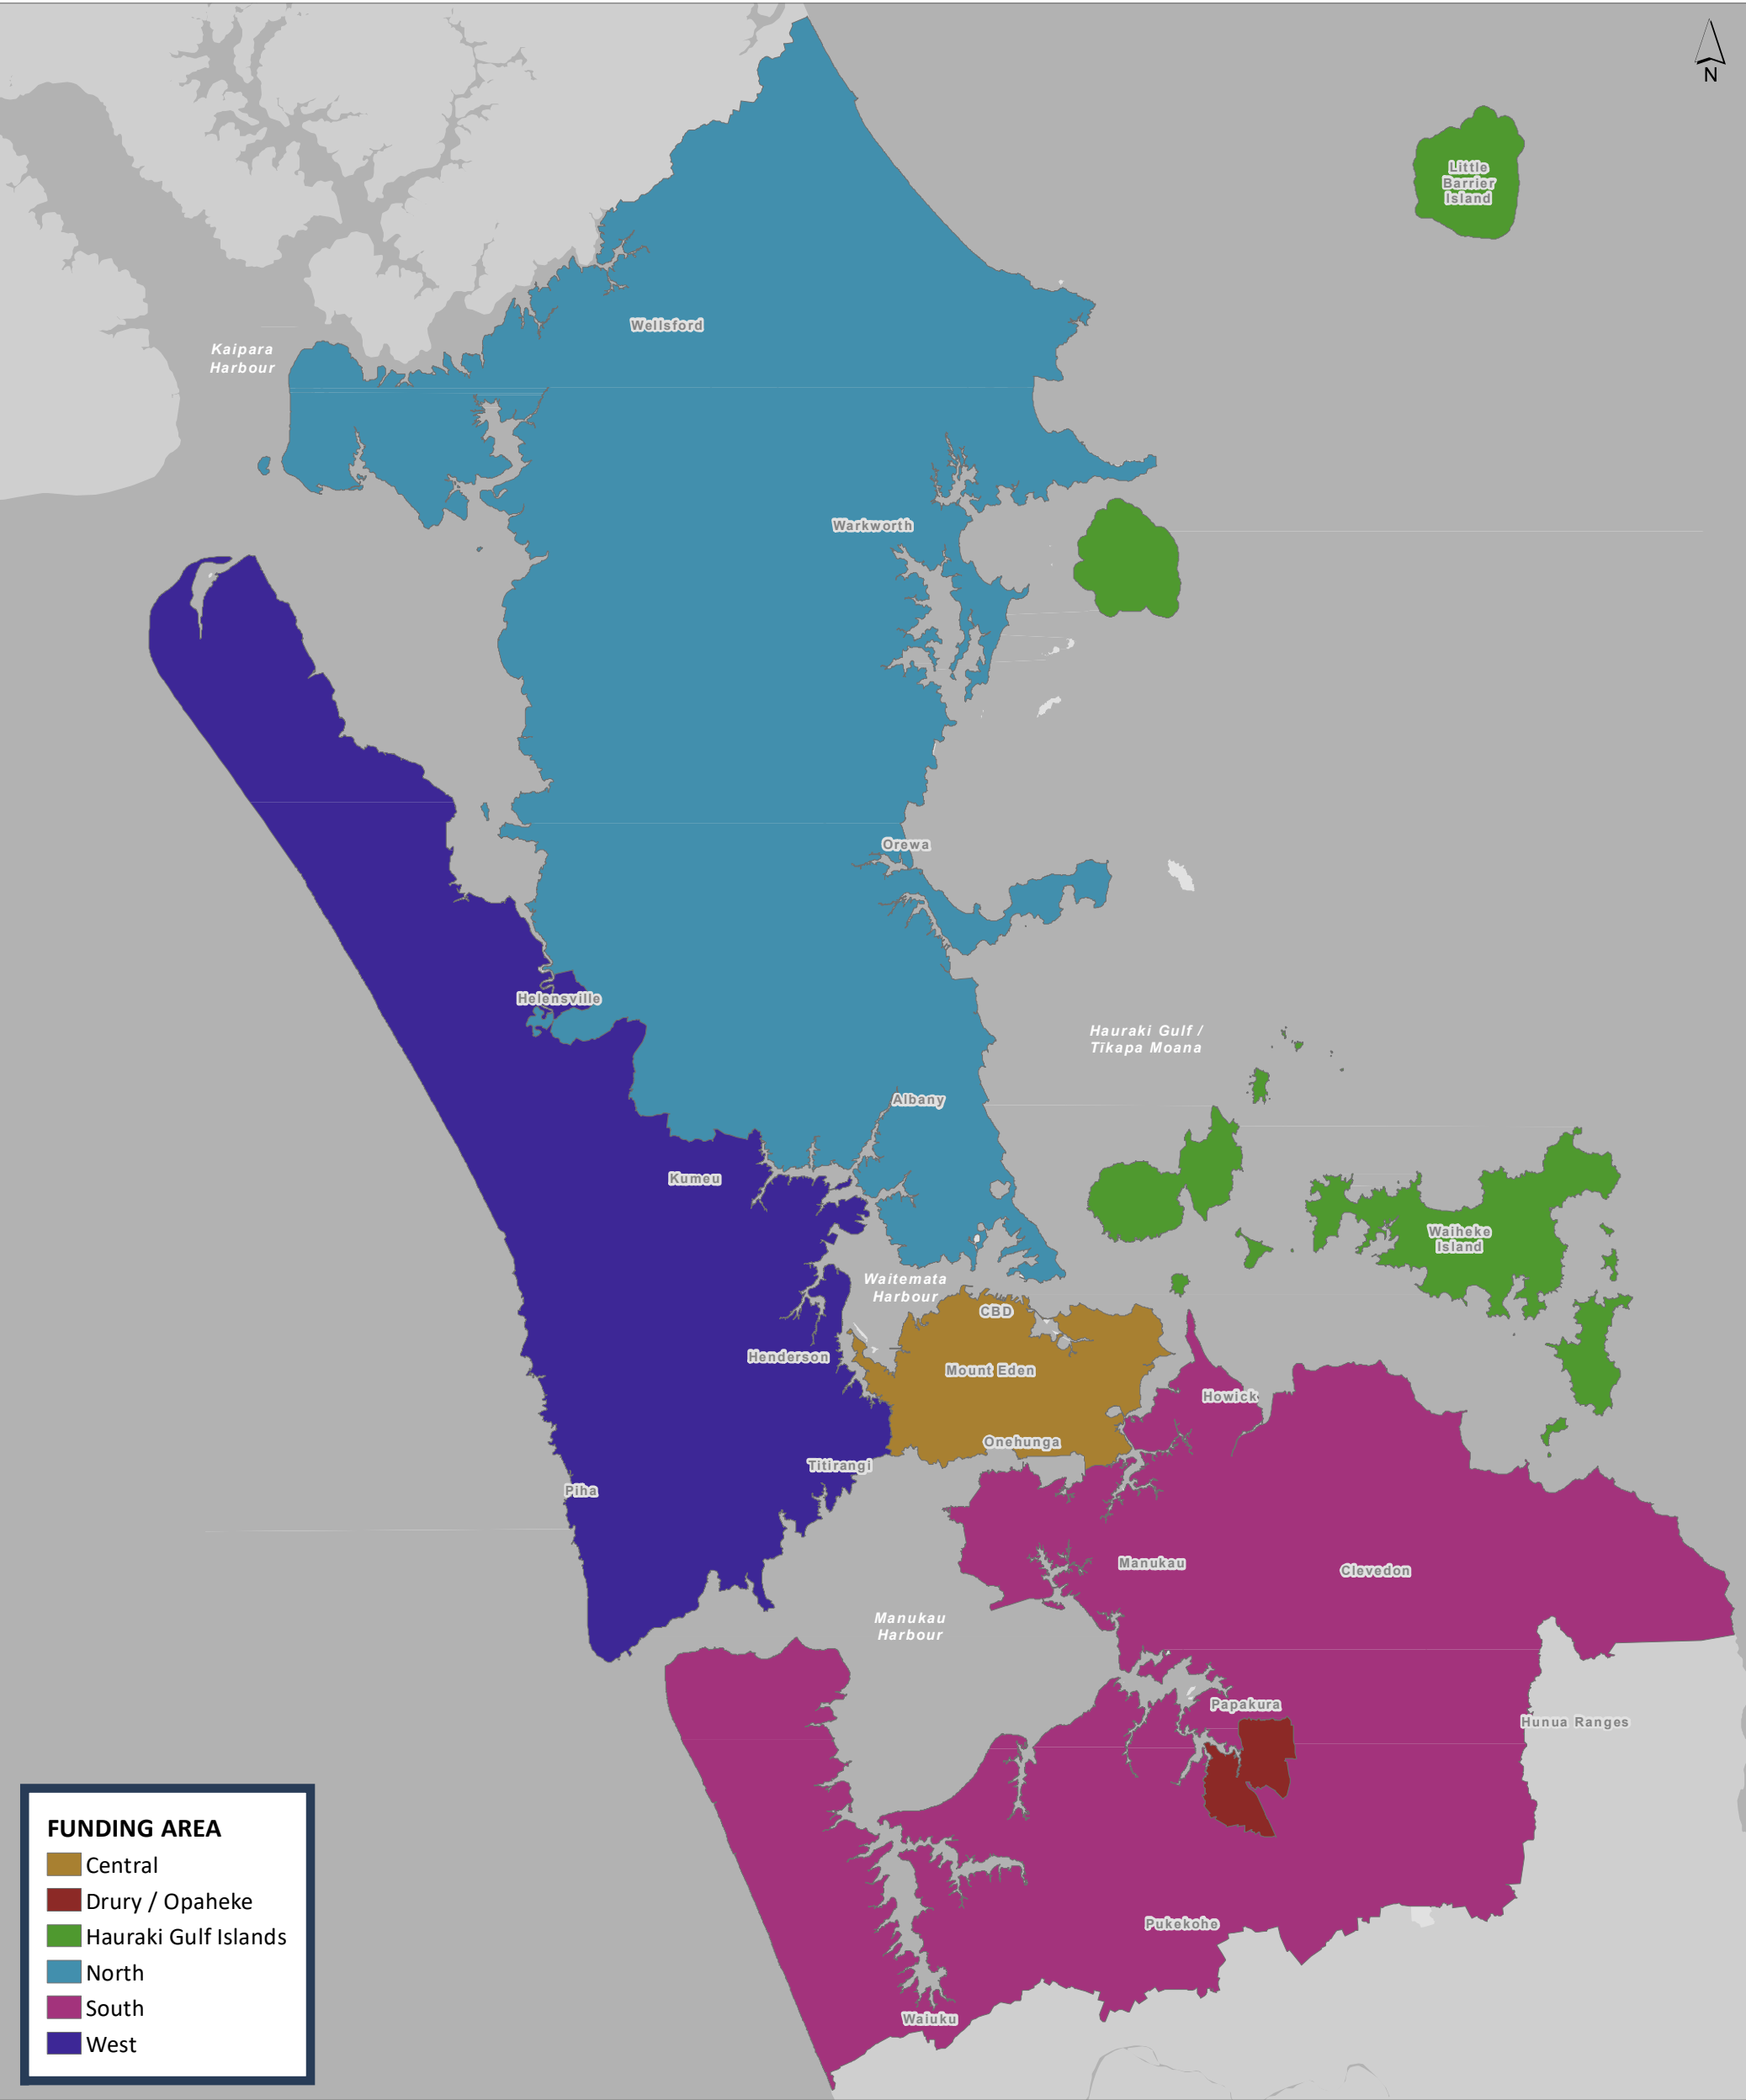 N
Little
Barrier
Island
Wellsford
Kaipara
Harbour
Warkworth
Orewa
Helensville
Hauraki Gulf /
Tīkapa Moana
Albany
Kumeu
Waiheke
Island
Waitemata
Harbour
CBD
Henderson
Mount Eden
Howick
Onehunga
Titirangi
Piha
Manukau
Clevedon
Manukau
Harbour
Papakura
Hunua Ranges
Pukekohe
Waiuku
FUNDING AREA
Central
Drury / Opaheke
Hauraki Gulf Islands
North
South
West